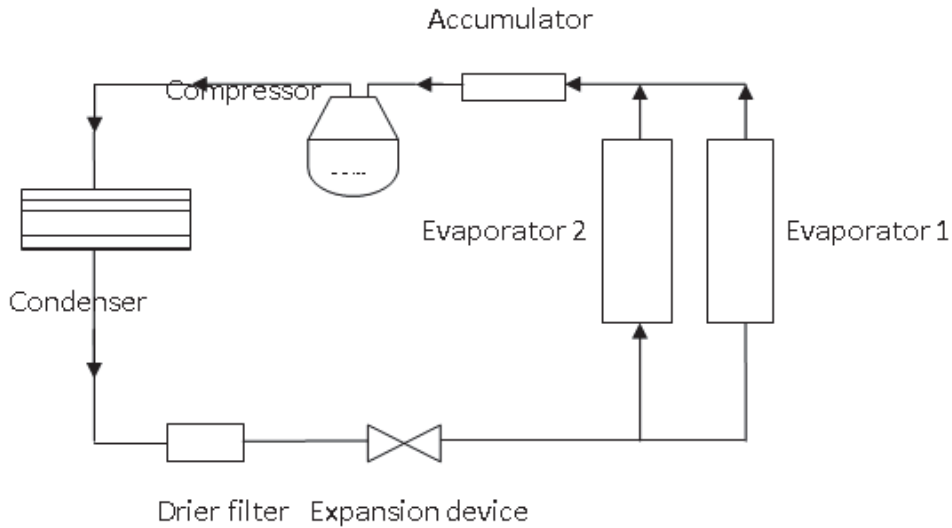 Accumulator
Compressor
Evaporator 2
Evaporator 1
Condenser
Drier filter
Expansion device